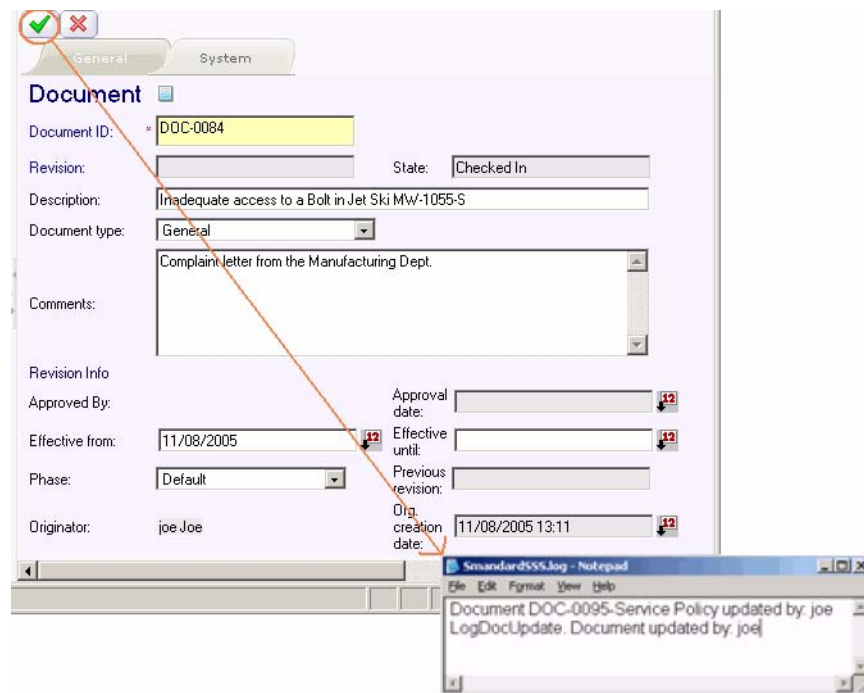 General System
Document
Document ID: * DOC-0084
Revision: State: Checked In
Description: Inadequate access to a Bolt in Jet Ski MW-1055-S
Document type: General
Comments: Complaint letter from the Manufacturing Dept.
Revision Info
Approved By: Approval date: 12
Effective from: 11/08/2005 12 Effective until: 12
Phase: Default Previous revision:
Originator: joe Joe Org. creation date: 11/08/2005 13:11 12
SmandardSSS.log - Notepad
File Edit Format View Help
Document DOC-0095-Service Policy updated by: joe
LogDocUpdate. Document updated by: joe